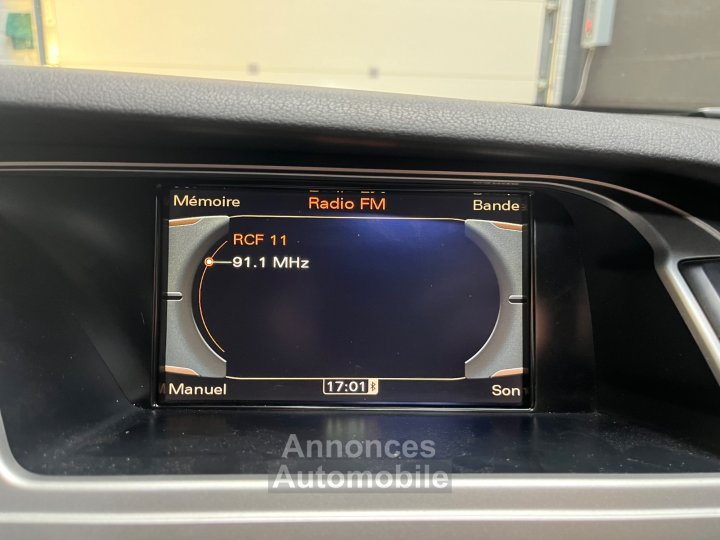 Mémoire
Radio FM
Bande
RCF 11
91.1 MHz
Manuel
17:01
Son
Annonces
Automobile